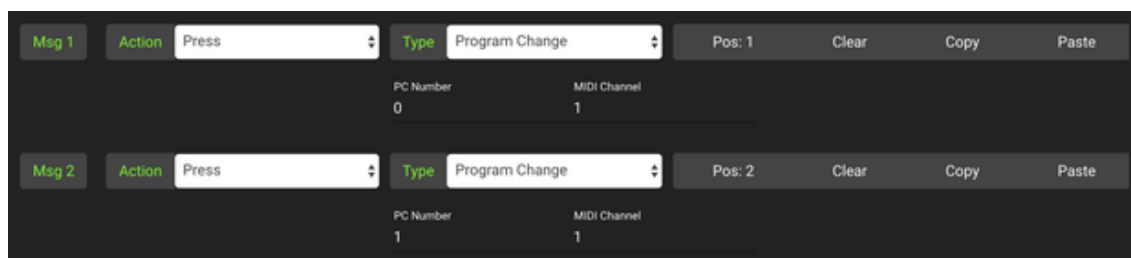 Msg 1 Action Press Type Program Change Pos: 1 Clear Copy Paste
PC Number MIDI Channel
0 1
Msg 2 Action Press Type Program Change Pos: 2 Clear Copy Paste
PC Number MIDI Channel
1 1